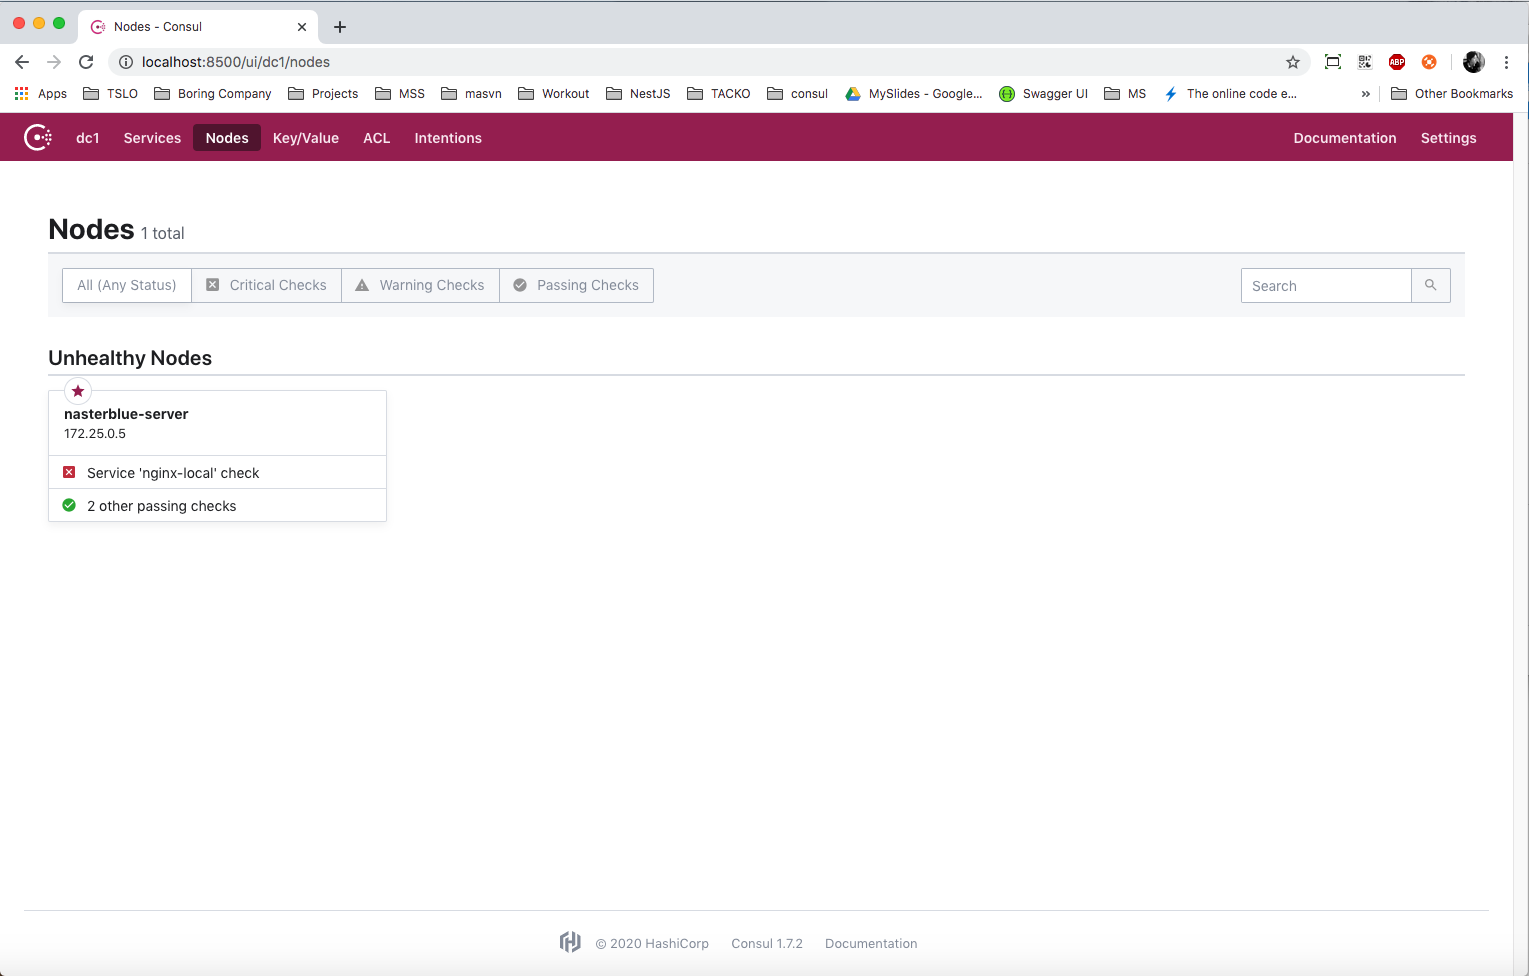 Nodes - Consul
localhost:8500/ui/dc1/nodes
ABP
Apps TSLO Boring Company Projects MSS masvn Workout NestJS TACKO consul MySlides - Google... Swagger UI MS The online code e... » Other Bookmarks
dc1 Services Nodes Key/Value ACL Intentions Documentation Settings
Nodes 1 total
All (Any Status) Critical Checks Warning Checks Passing Checks Search
Unhealthy Nodes
nasterblue-server
172.25.0.5
Service 'nginx-local' check
2 other passing checks
© 2020 HashiCorp Consul 1.7.2 Documentation